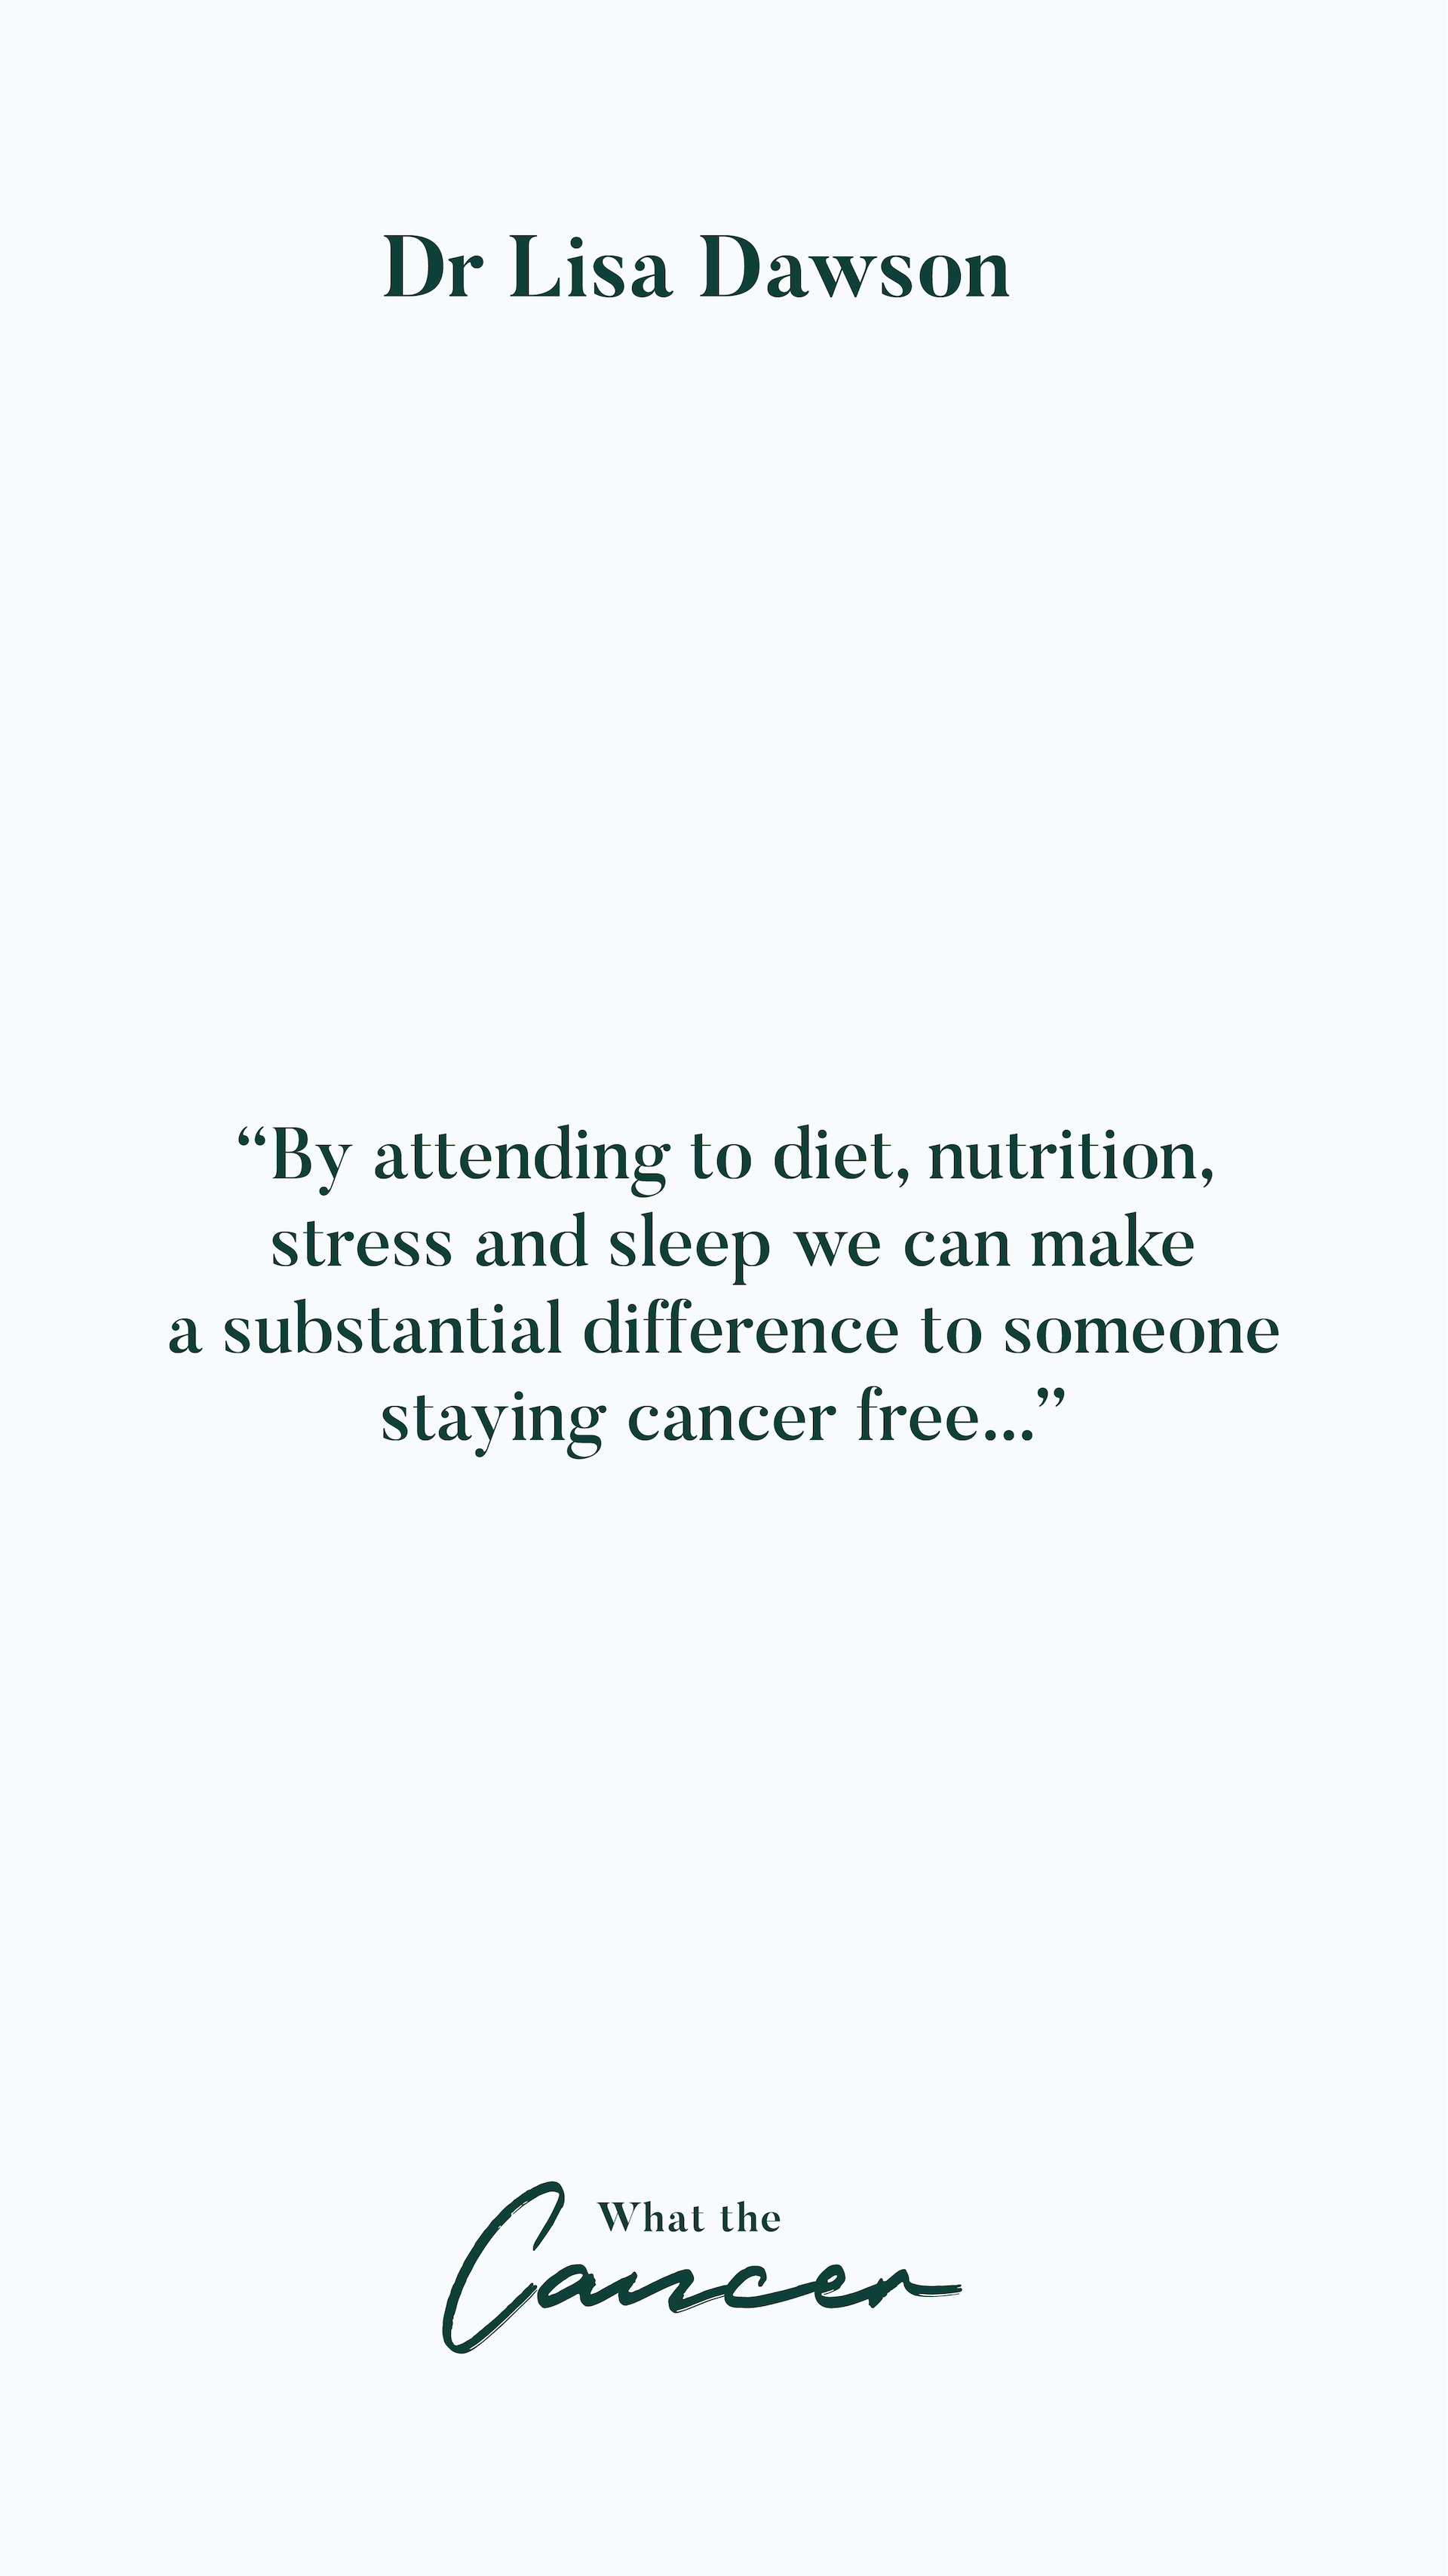 Dr Lisa Dawson
“By attending to diet, nutrition,
stress and sleep we can make
a substantial difference to someone
staying cancer free...”
What the
Cancer